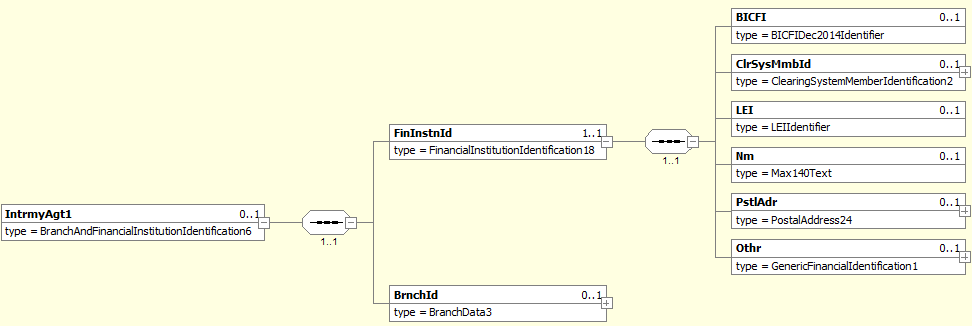 BICFI 0..1
type = BICFIDec2014Identifier
ClrSysMmbId 0..1
type = ClearingSystemMemberIdentification2
LEI 0..1
type = LEIIdentifier
FinInstnId 1..1
type = FinancialInstitutionIdentification18
1..1
Nm 0..1
type = Max140Text
PstlAdr 0..1
type = PostalAddress24
IntrmyAgt1 0..1
type = BranchAndFinancialInstitutionIdentification6
1..1
Othr 0..1
type = GenericFinancialIdentification1
BrnchId 0..1
type = BranchData3